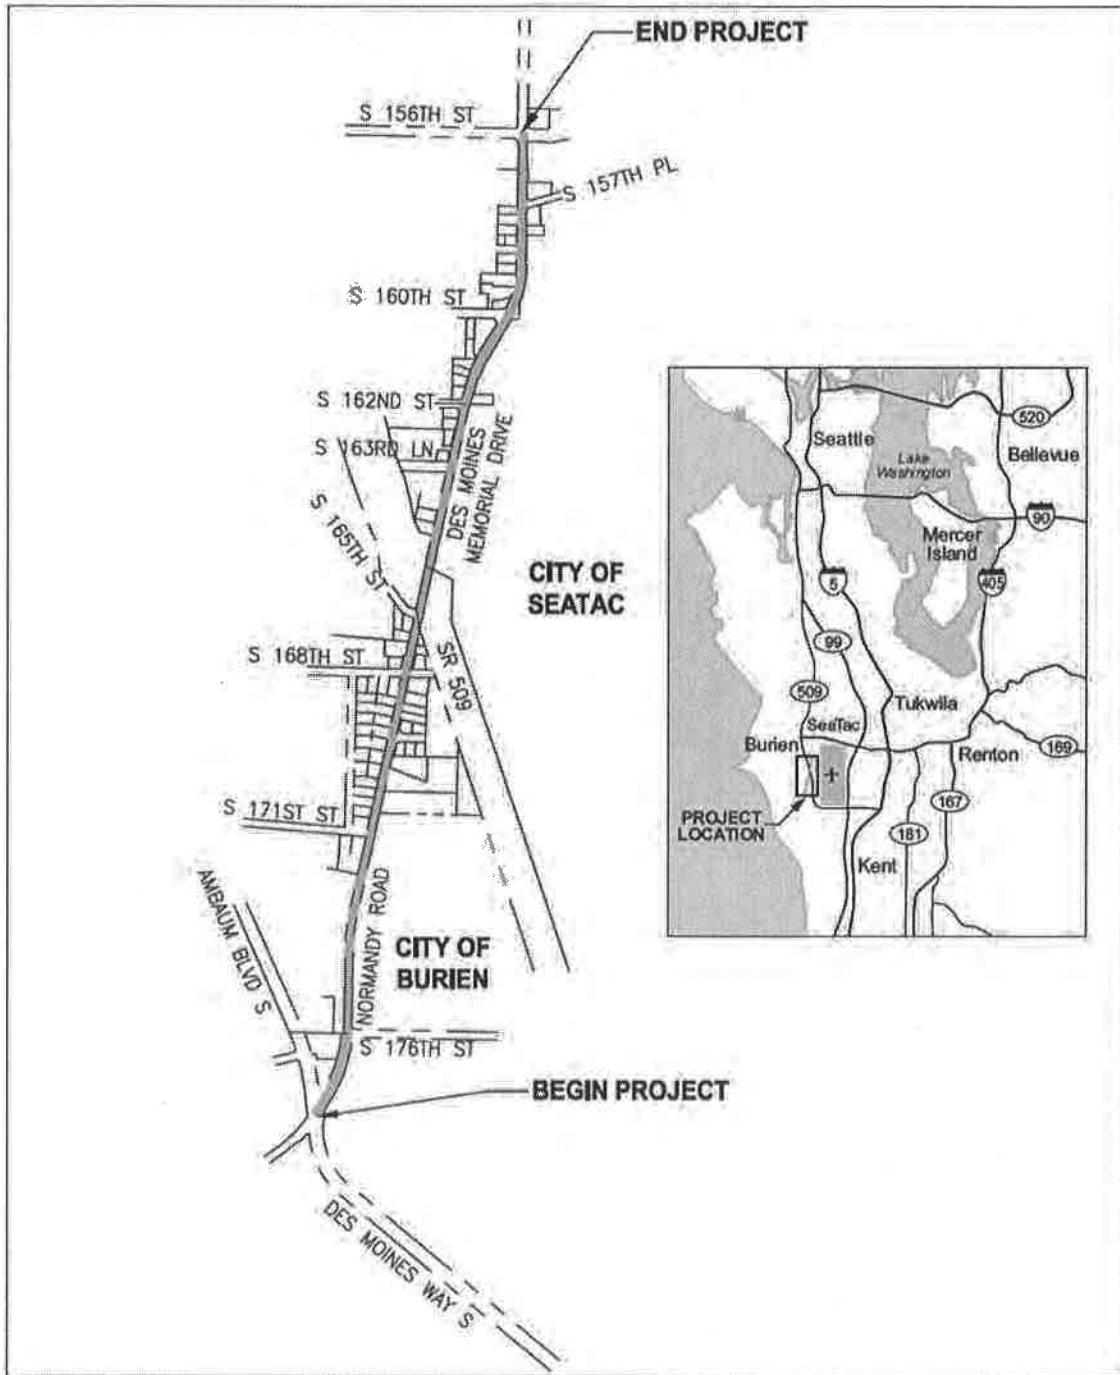 END PROJECT
S 156TH ST
S 157TH PL
S 160TH ST
S 162ND ST
S 163RD LN
DES MOINES
MEMORIAL DRIVE
S 165TH ST
CITY OF
SEATAC
S 168TH ST
SR 509
S 171ST ST
AMBAUM BLVD S
NORMANDY ROAD
CITY OF
BURIEN
S 176TH ST
BEGIN PROJECT
DES MOINES WAY S
520
Seattle
Lake
Washington
Bellevue
90
Mercer
Island
5
405
99
509
Tukwila
SeaTac
Burien
Renton
169
167
PROJECT
LOCATION
181
Kent